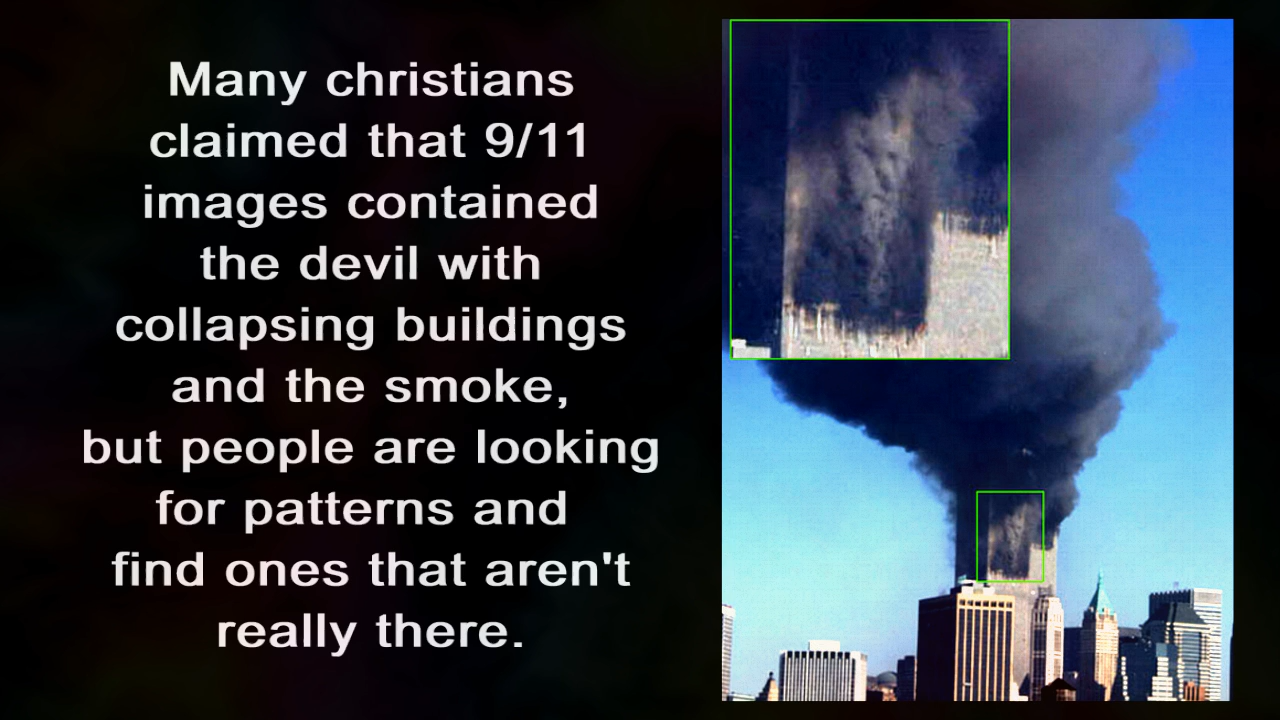 Many christians
claimed that 9/11
images contained
the devil with
collapsing buildings
and the smoke,
but people are looking
for patterns and
find ones that aren't
really there.